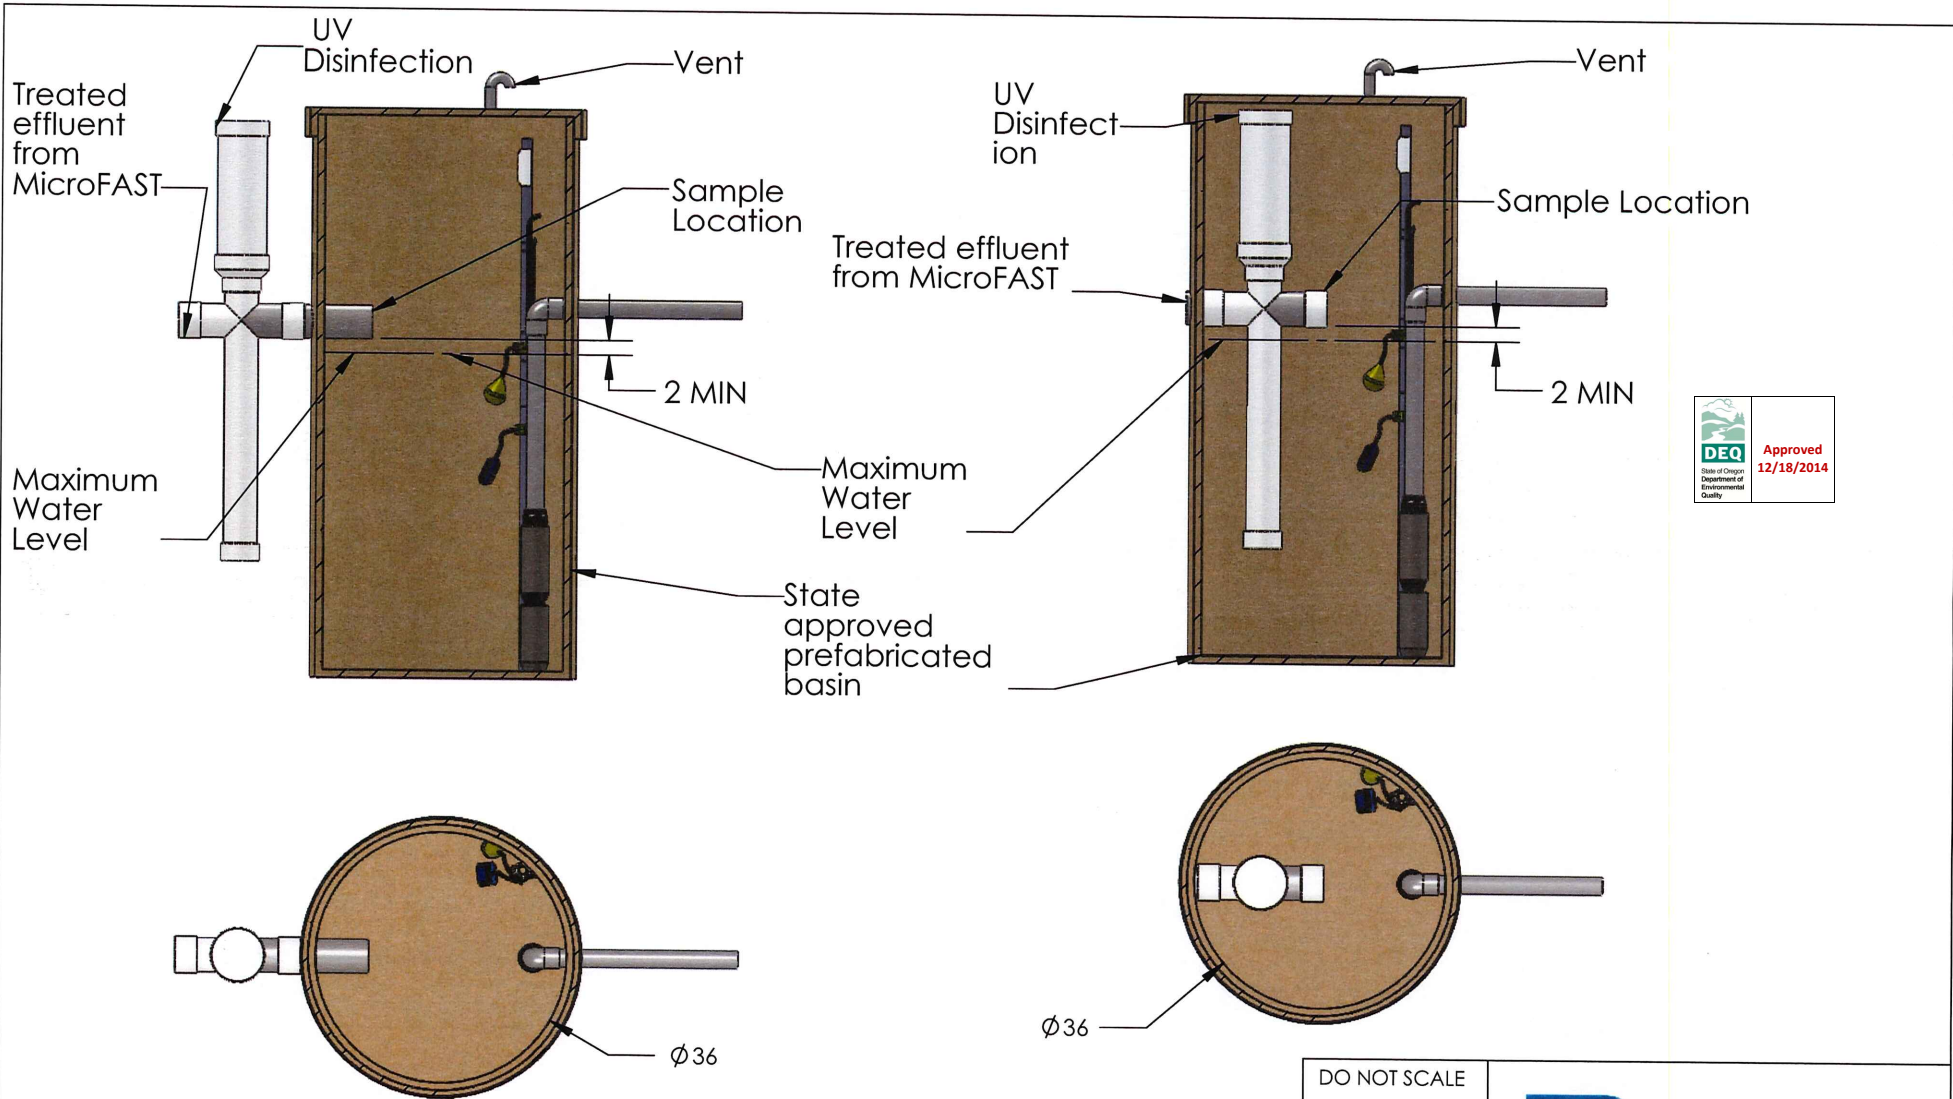 UV
Disinfection
Vent
Treated
effluent
from
MicroFAST
Sample
Location
2 MIN
Maximum
Water
Level
Maximum
Water
Level
State
approved
prefabricated
basin
Ø36
Vent
UV
Disinfect
ion
Sample Location
Treated effluent
from MicroFAST
2 MIN
Ø36
DEQ
State of Oregon
Department of
Environmental
Quality
Approved
12/18/2014
DO NOT SCALE